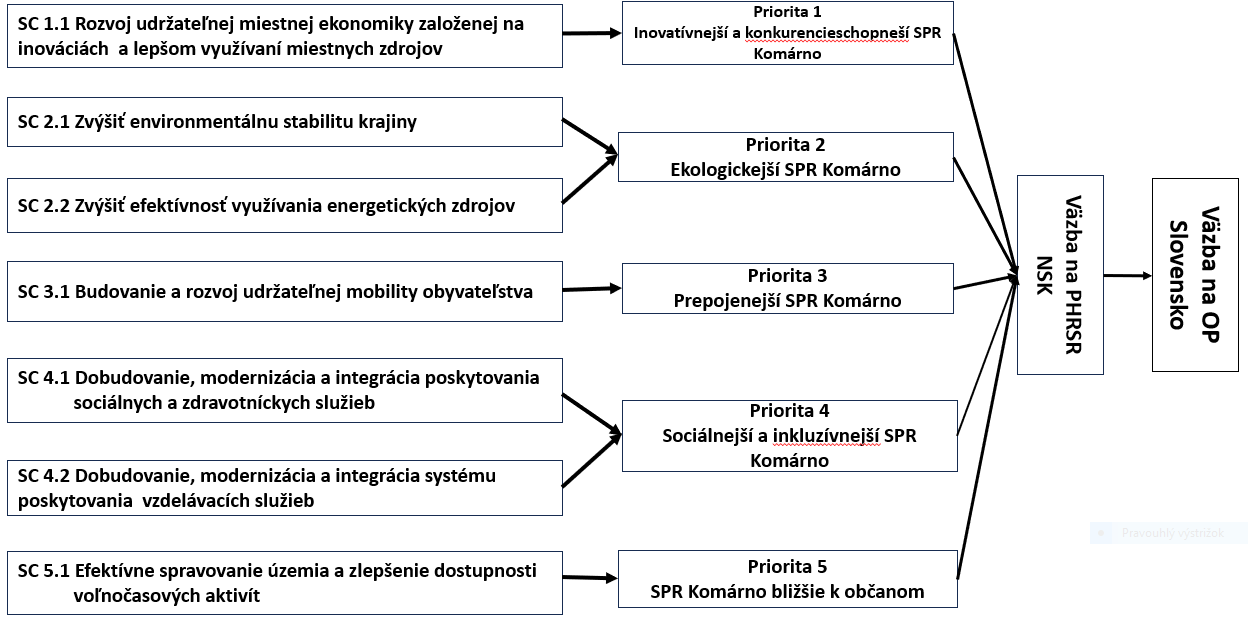 SC 1.1 Rozvoj udržateľnej miestnej ekonomiky založenej na
inováciách a lepšom využívaní miestnych zdrojov
Priorita 1
Inovatívnejší a konkurencieschopneší SPR
Komárno
SC 2.1 Zvýšiť environmentálnu stabilitu krajiny
SC 2.2 Zvýšiť efektívnosť využívania energetických zdrojov
Priorita 2
Ekologickejší SPR Komárno
SC 3.1 Budovanie a rozvoj udržateľnej mobility obyvateľstva
Priorita 3
Prepojenejší SPR Komárno
SC 4.1 Dobudovanie, modernizácia a integrácia poskytovania
sociálnych a zdravotníckych služieb
SC 4.2 Dobudovanie, modernizácia a integrácia systému
poskytovania vzdelávacích služieb
Priorita 4
Sociálnejší a inkluzívnejší SPR
Komárno
SC 5.1 Efektívne spravovanie územia a zlepšenie dostupnosti
voľnočasových aktivít
Priorita 5
SPR Komárno bližšie k občanom
Väzba na PHRSR
NSK
Väzba na OP
Slovensko
Pravouhlý výstrižok